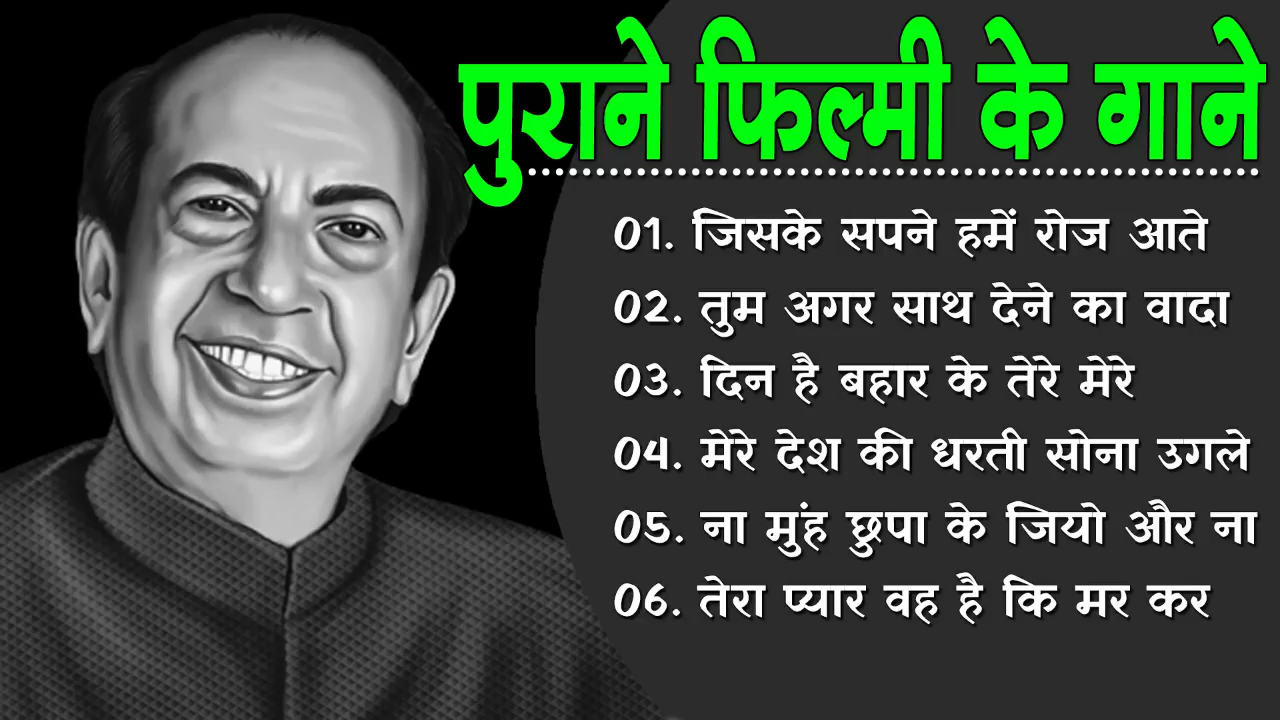 पुराने फिल्मी के गाने
01. जिसके सपने हमें रोज आते
02. तुम अगर साथ देने का वादा
03. दिन है बहार के तेरे मेरे
04. मेरे देश की धरती सोना उगले
05. ना मुंह छुपा के जियो और ना
06. तेरा प्यार वह है कि मर कर